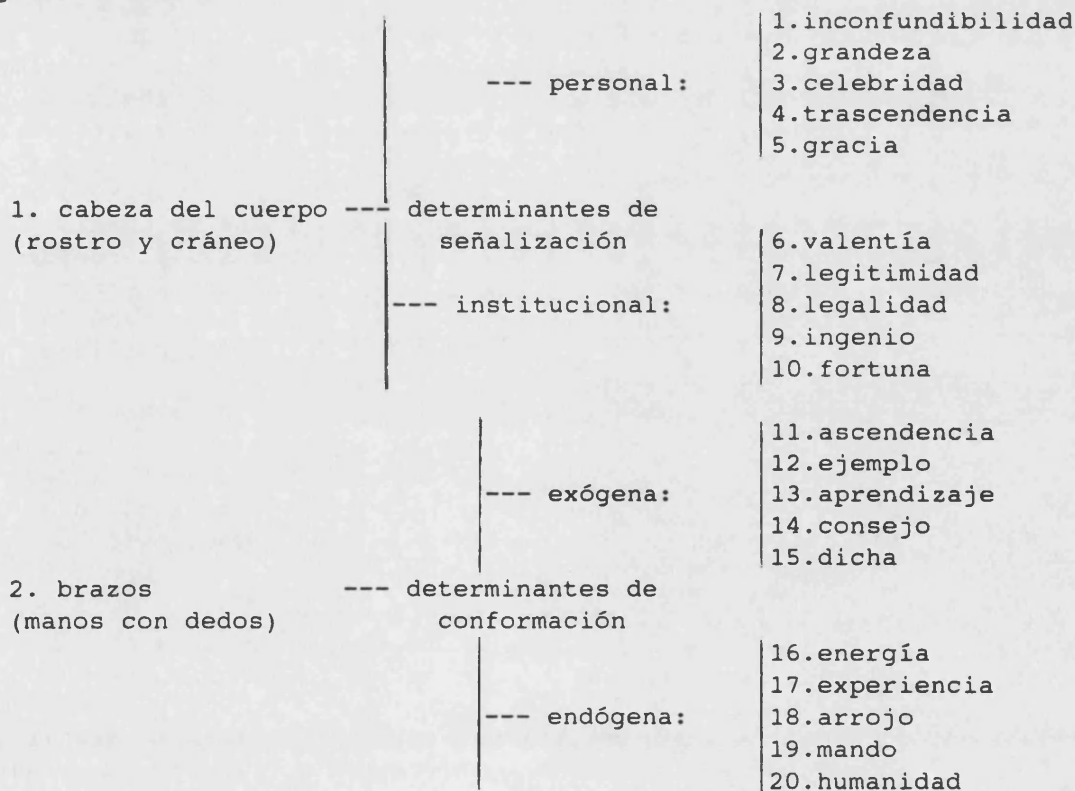 1.inconfundibilidad
2.grandeza
--- personal: 3.celebridad
4.trascendencia
5.gracia
1. cabeza del cuerpo --- determinantes de
(rostro y cráneo) señalización 6.valentía
7.legitimidad
--- institucional: 8.legalidad
9.ingenio
10.fortuna
11.ascendencia
12.ejemplo
--- exógena: 13.aprendizaje
14.consejo
15.dicha
2. brazos --- determinantes de
(manos con dedos) conformación
16.energía
17.experiencia
--- endógena: 18.arrojo
19.mando
20.humanidad